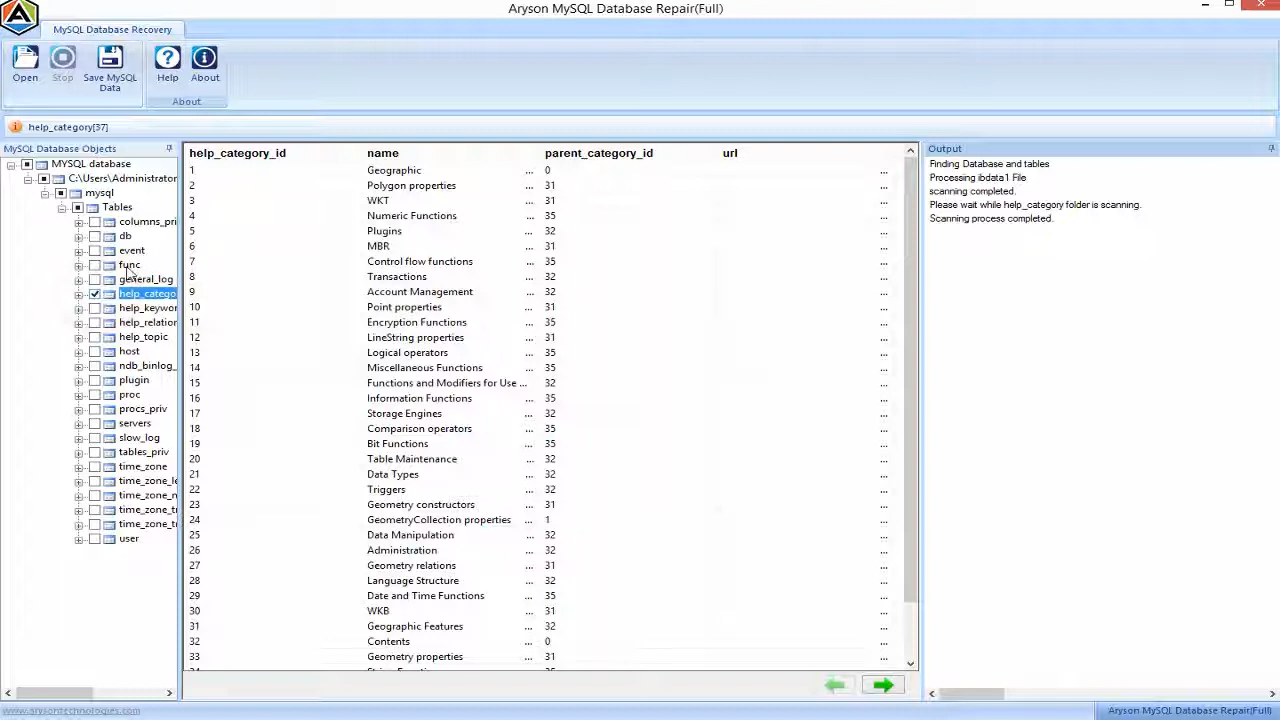 Aryson MySQL Database Repair(Full)
MySQL Database Recovery
Open
Stop
Save MySQL
Data
Help
About
About
help_category[37]
MySQL Database Objects
MYSQL database
C:\Users\Administrator
mysql
Tables
columns_pri
db
event
func
general_log
help_catego
help_keywor
help_relation
help_topic
host
ndb_binlog_
plugin
proc
procs_priv
servers
slow_log
tables_priv
time_zone
time_zone_le
time_zone_n
time_zone_tr
time_zone_tr
user
help_category_id name parent_category_id url
1 Geographic ... 0 ...
2 Polygon properties ... 31 ...
3 WKT ... 31 ...
4 Numeric Functions ... 35 ...
5 Plugins ... 32 ...
6 MBR ... 31 ...
7 Control flow functions ... 35 ...
8 Transactions ... 32 ...
9 Account Management ... 32 ...
10 Point properties ... 31 ...
11 Encryption Functions ... 35 ...
12 LineString properties ... 31 ...
13 Logical operators ... 35 ...
14 Miscellaneous Functions ... 35 ...
15 Functions and Modifiers for Use ... 32 ...
16 Information Functions ... 35 ...
17 Storage Engines ... 32 ...
18 Comparison operators ... 35 ...
19 Bit Functions ... 35 ...
20 Table Maintenance ... 32 ...
21 Data Types ... 32 ...
22 Triggers ... 32 ...
23 Geometry constructors ... 31 ...
24 GeometryCollection properties ... 1 ...
25 Data Manipulation ... 32 ...
26 Administration ... 32 ...
27 Geometry relations ... 31 ...
28 Language Structure ... 32 ...
29 Date and Time Functions ... 35 ...
30 WKB ... 31 ...
31 Geographic Features ... 32 ...
32 Contents ... 0 ...
33 Geometry properties ... 31 ...
Output
Finding Database and tables
Processing ibdata1 File
scanning completed.
Please wait while help_category folder is scanning.
Scanning process completed.
www.arysontechnologies.com
Aryson MySQL Database Repair(Full)